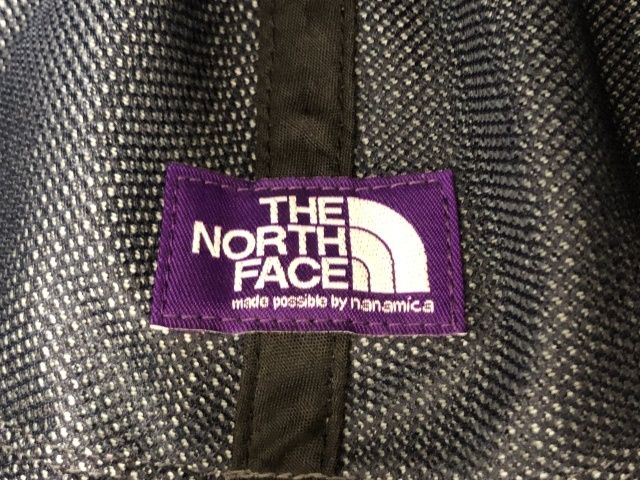 THE
NORTH
FACE
made possible by nanamica